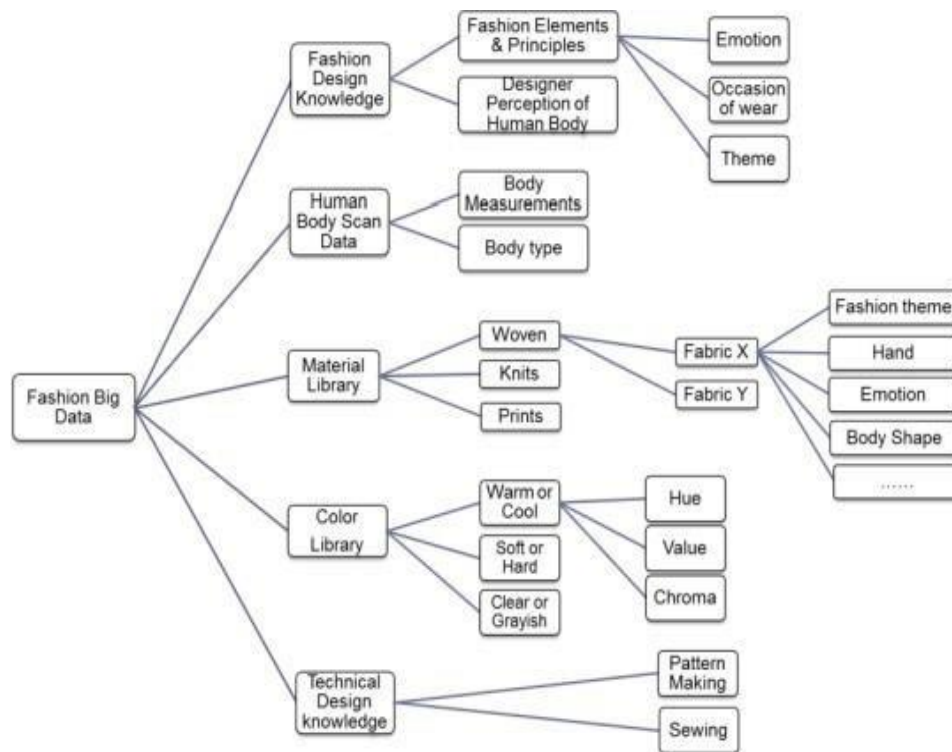 Fashion Big
Data
Fashion
Design
Knowledge
Fashion Elements
& Principles
Emotion
Occasion
of wear
Theme
Designer
Perception of
Human Body
Human
Body Scan
Data
Body
Measurements
Body type
Material
Library
Woven
Fabric X
Fashion theme
Hand
Emotion
Body Shape
......
Fabric Y
Knits
Prints
Color
Library
Warm or
Cool
Hue
Value
Chroma
Soft or
Hard
Clear or
Grayish
Technical
Design
knowledge
Pattern
Making
Sewing